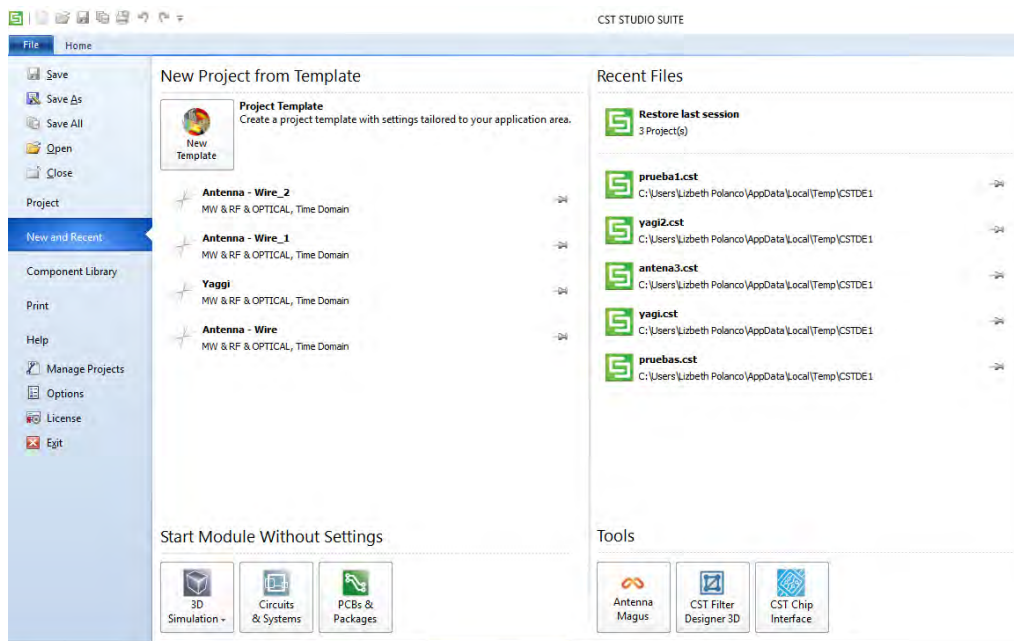 CST STUDIO SUITE
File Home
Save
Save As
Save All
Open
Close
Project
New and Recent
Component Library
Print
Help
Manage Projects
Options
License
Exit
New Project from Template
New Template
Project Template
Create a project template with settings tailored to your application area.
Antenna - Wire_2
MW & RF & OPTICAL, Time Domain
Antenna - Wire_1
MW & RF & OPTICAL, Time Domain
Yaggi
MW & RF & OPTICAL, Time Domain
Antenna - Wire
MW & RF & OPTICAL, Time Domain
Recent Files
Restore last session
3 Project(s)
prueba1.cst
C:\Users\Lizbeth Polanco\AppData\Local\Temp\CSTDE1
yagi2.cst
C:\Users\Lizbeth Polanco\AppData\Local\Temp\CSTDE1
antena3.cst
C:\Users\Lizbeth Polanco\AppData\Local\Temp\CSTDE1
yagi.cst
C:\Users\Lizbeth Polanco\AppData\Local\Temp\CSTDE1
pruebas.cst
C:\Users\Lizbeth Polanco\AppData\Local\Temp\CSTDE1
Start Module Without Settings
3D
Simulation
Circuits
& Systems
PCBs &
Packages
Tools
Antenna
Magus
CST Filter
Designer 3D
CST Chip
Interface